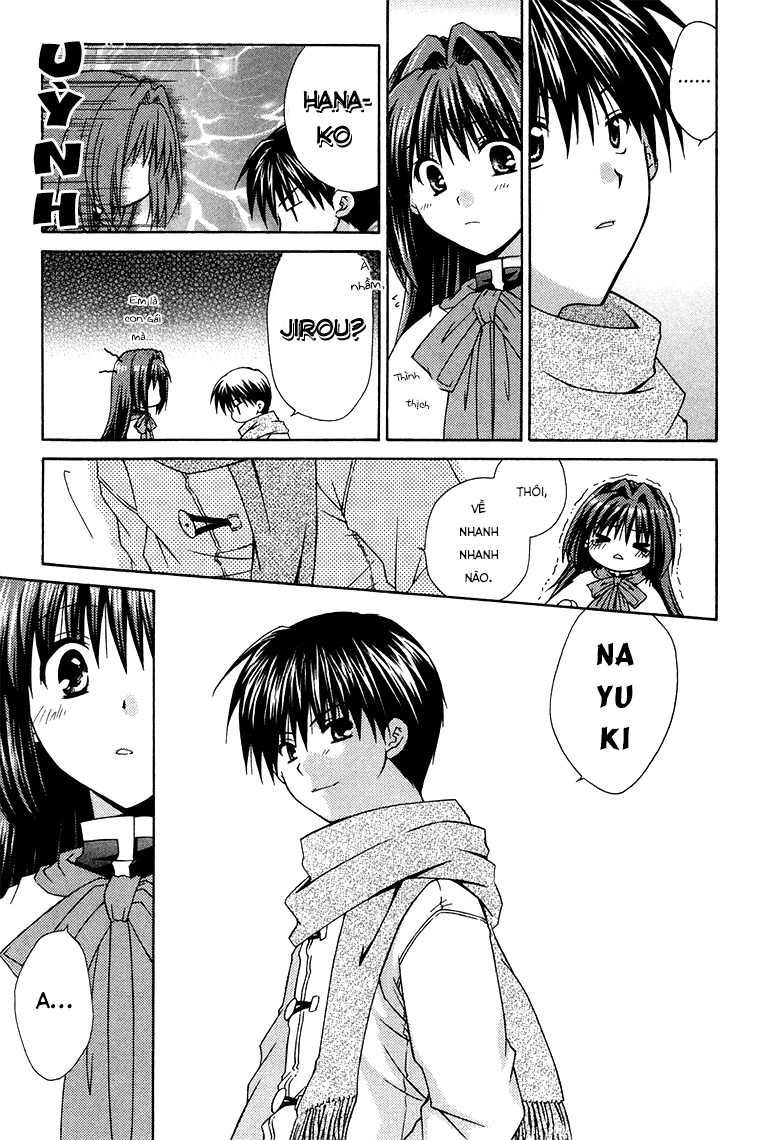 ......
Thình
thịch
HANA-
KO
UỲNH
À
nhầm,
JIROU?
Em là
con gái
mà...
THÔI,
VỀ
NHANH
NHANH
NÀO.
NA
YU
KI
A...